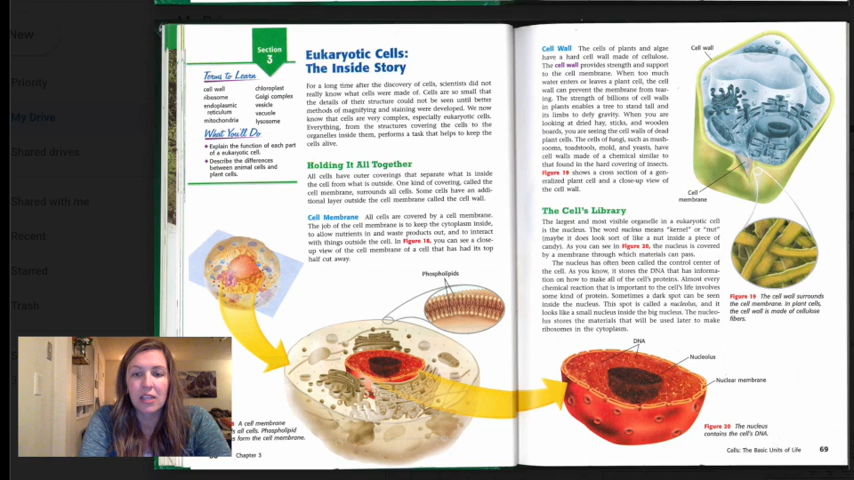 New
Priority
My Drive
Shared drives
Shared with me
Recent
Starred
Trash
Section
3
Terms to Learn
cell wall
ribosome
endoplasmic
reticulum
mitochondria
chloroplast
Golgi complex
vesicle
vacuole
lysosome
What You'll Do
Explain the function of each part
of a eukaryotic cell.
Describe the differences
between animal cells and
plant cells.
Eukaryotic Cells:
The Inside Story
For a long time after the discovery of cells, scientists did not
really know what cells were made of. Cells are so small that
the details of their structure could not be seen until better
methods of magnifying and staining were developed. We now
know that cells are very complex, especially eukaryotic cells.
Everything, from the structures covering the cells to the
organelles inside them, performs a task that helps to keep the
cells alive.
Holding It All Together
All cells have outer coverings that separate what is inside
the cell from what is outside. One kind of covering, called the
cell membrane, surrounds all cells. Some cells have an addi-
tional layer outside the cell membrane called the cell wall.
Cell Membrane All cells are covered by a cell membrane.
The job of the cell membrane is to keep the cytoplasm inside,
to allow nutrients in and waste products out, and to interact
with things outside the cell. In Figure 18, you can see a close-
up view of the cell membrane of a cell that has had its top
half cut away.
Phospholipids
A cell membrane
s all cells. Phospholipid
s form the cell membrane.
Chapter 3
Cell Wall The cells of plants and algae
have a hard cell wall made of cellulose.
The cell wall provides strength and support
to the cell membrane. When too much
water enters or leaves a plant cell, the cell
wall can prevent the membrane from tear-
ing. The strength of billions of cell walls
in plants enables a tree to stand tall and
its limbs to defy gravity. When you are
looking at dried hay, sticks, and wooden
boards, you are seeing the cell walls of dead
plant cells. The cells of fungi, such as mush-
rooms, toadstools, mold, and yeasts, have
cell walls made of a chemical similar to
that found in the hard covering of insects.
Figure 19 shows a cross section of a gen-
eralized plant cell and a close-up view of
the cell wall.
Cell wall
Cell
membrane
The Cell's Library
The largest and most visible organelle in a eukaryotic cell
is the nucleus. The word nucleus means "kernel" or "nut"
(maybe it does look sort of like a nut inside a piece of
candy). As you can see in Figure 20, the nucleus is covered
by a membrane through which materials can pass.
The nucleus has often been called the control center of
the cell. As you know, it stores the DNA that has informa-
tion on how to make all of the cell's proteins. Almost every
chemical reaction that is important to the cell's life involves
some kind of protein. Sometimes a dark spot can be seen
inside the nucleus. This spot is called a nucleolus, and it
looks like a small nucleus inside the big nucleus. The nucleo-
lus stores the materials that will be used later to make
ribosomes in the cytoplasm.
Figure 19 The cell wall surrounds
the cell membrane. In plant cells,
the cell wall is made of cellulose
fibers.
DNA
Nucleolus
Nuclear membrane
Figure 20 The nucleus
contains the cell's DNA.
Cells: The Basic Units of Life 69